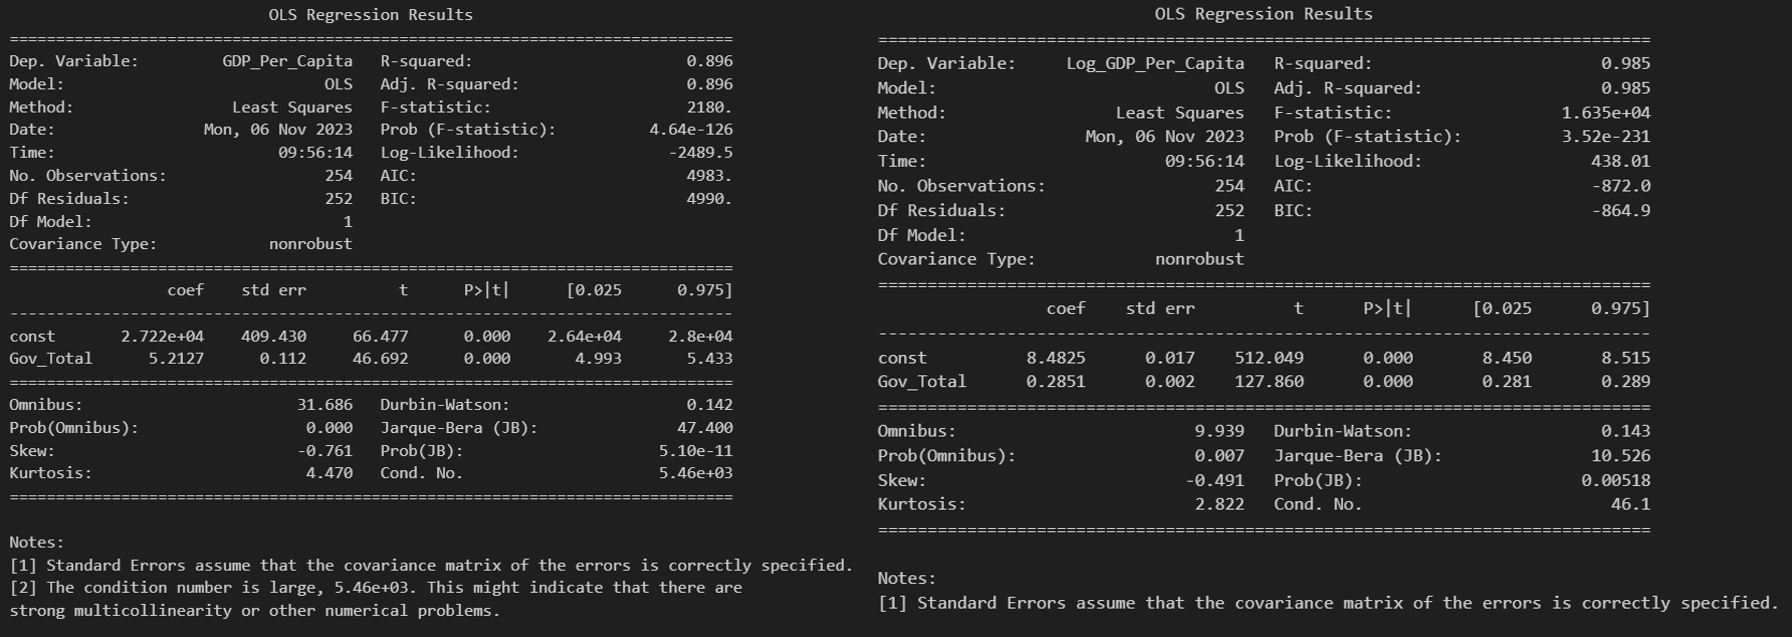 OLS Regression Results
==============================================================================
Dep. Variable: GDP_Per_Capita R-squared: 0.896
Model: OLS Adj. R-squared: 0.896
Method: Least Squares F-statistic: 2180.
Date: Mon, 06 Nov 2023 Prob (F-statistic): 4.64e-126
Time: 09:56:14 Log-Likelihood: -2489.5
No. Observations: 254 AIC: 4983.
Df Residuals: 252 BIC: 4990.
Df Model: 1
Covariance Type: nonrobust
==============================================================================
coef std err t P>|t| [0.025 0.975]
------------------------------------------------------------------------------
const 2.722e+04 409.430 66.477 0.000 2.64e+04 2.8e+04
Gov_Total 5.2127 0.112 46.692 0.000 4.993 5.433
==============================================================================
Omnibus: 31.686 Durbin-Watson: 0.142
Prob(Omnibus): 0.000 Jarque-Bera (JB): 47.400
Skew: -0.761 Prob(JB): 5.10e-11
Kurtosis: 4.470 Cond. No. 5.46e+03
==============================================================================
Notes:
[1] Standard Errors assume that the covariance matrix of the errors is correctly specified.
[2] The condition number is large, 5.46e+03. This might indicate that there are
strong multicollinearity or other numerical problems.
OLS Regression Results
==============================================================================
Dep. Variable: Log_GDP_Per_Capita R-squared: 0.985
Model: OLS Adj. R-squared: 0.985
Method: Least Squares F-statistic: 1.635e+04
Date: Mon, 06 Nov 2023 Prob (F-statistic): 3.52e-231
Time: 09:56:14 Log-Likelihood: 438.01
No. Observations: 254 AIC: -872.0
Df Residuals: 252 BIC: -864.9
Df Model: 1
Covariance Type: nonrobust
==============================================================================
coef std err t P>|t| [0.025 0.975]
------------------------------------------------------------------------------
const 8.4825 0.017 512.049 0.000 8.450 8.515
Gov_Total 0.2851 0.002 127.860 0.000 0.281 0.289
==============================================================================
Omnibus: 9.939 Durbin-Watson: 0.143
Prob(Omnibus): 0.007 Jarque-Bera (JB): 10.526
Skew: -0.491 Prob(JB): 0.00518
Kurtosis: 2.822 Cond. No. 46.1
==============================================================================
Notes:
[1] Standard Errors assume that the covariance matrix of the errors is correctly specified.